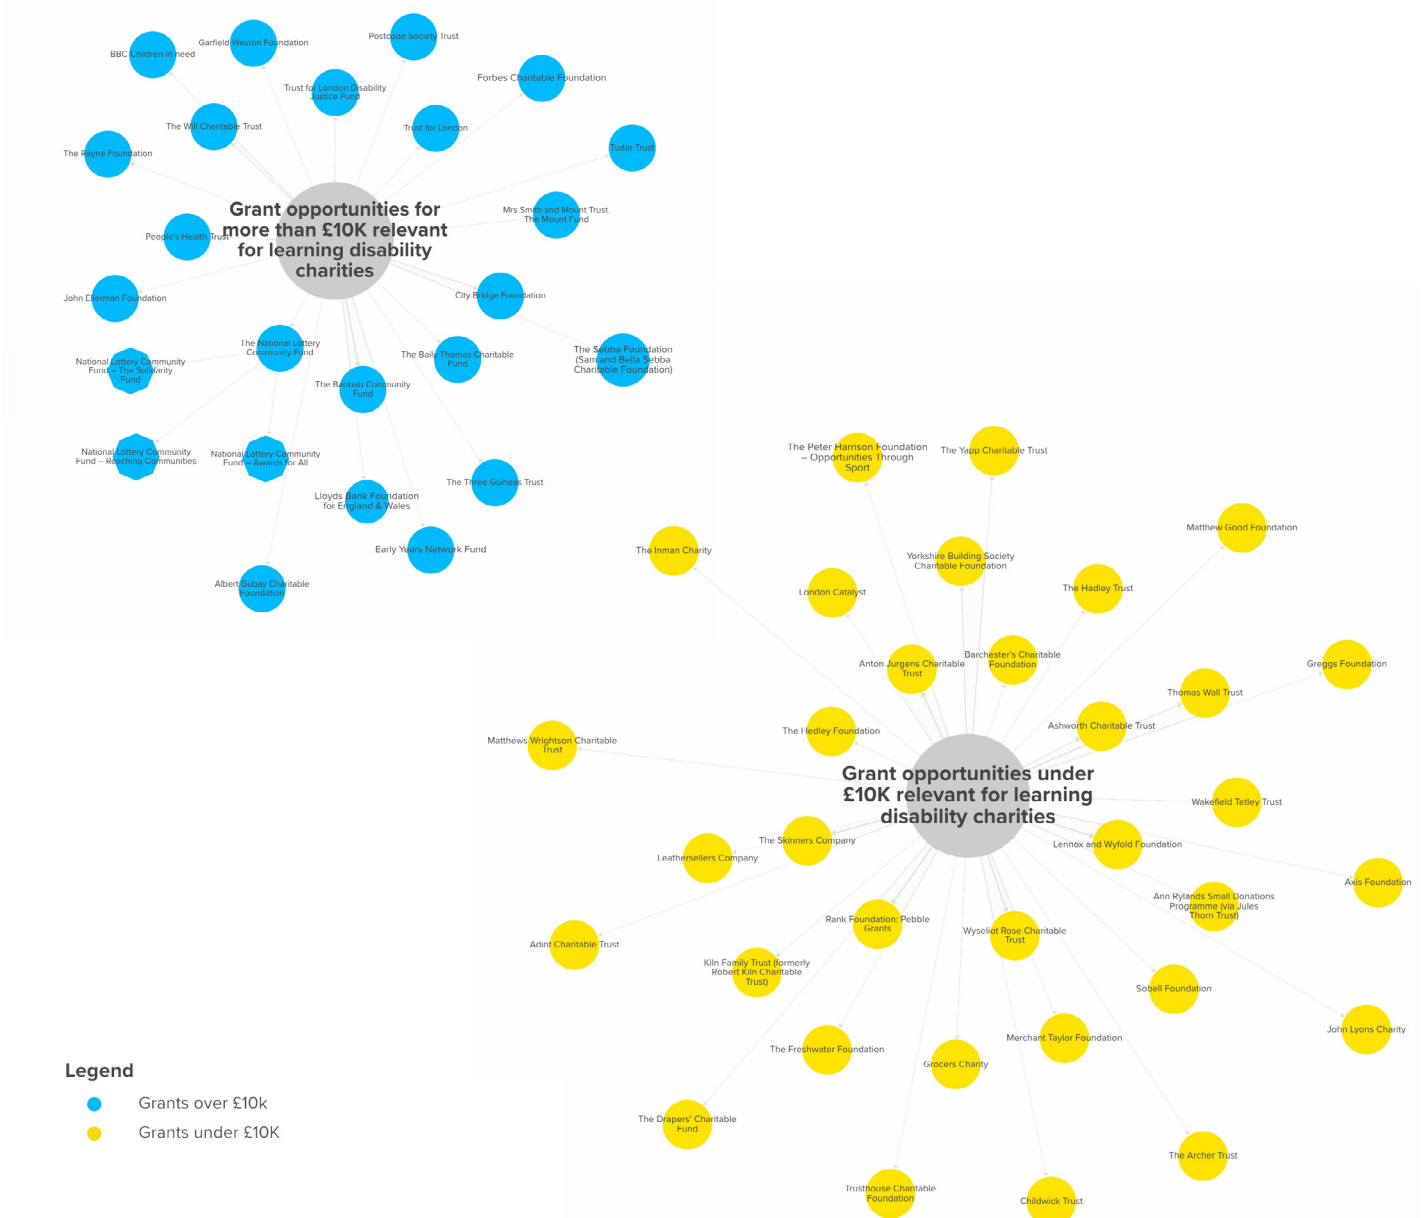 Postcode Society Trust
Garfield Weston Foundation
BBC Children in need
Forbes Charitable Foundation
Trust for London Disability
Justice Fund
The Will Charitable Trust
Trust for London
Tudor Trust
The Rayne Foundation
Mrs Smith and Mount Trust.
The Mount Fund
People's Health Trust
Grant opportunities for
more than £10K relevant
for learning disability
charities
City Bridge Foundation
John Ellerman Foundation
The National Lottery
Community Fund
The Baily Thomas Charitable
Fund
The Sebba Foundation
(Sam and Bella Sebba
Charitable Foundation)
National Lottery Community
Fund – The Solidarity
Fund
The Baobab Community
Fund
National Lottery Community
Fund – Reaching Communities
National Lottery Community
Fund – Awards for All
The Three Guineas Trust
Lloyds Bank Foundation
for England & Wales
Early Years Network Fund
Albert Gubay Charitable
Foundation
The Peter Harrison Foundation
– Opportunities Through
Sport
The Yapp Charitable Trust
Matthew Good Foundation
The Inman Charity
Yorkshire Building Society
Charitable Foundation
London Catalyst
The Hadley Trust
Anton Jurgens Charitable
Trust
Barchester's Charitable
Foundation
Greggs Foundation
Thomas Wall Trust
Ashworth Charitable Trust
The Hedley Foundation
Matthews Wrightson Charitable
Trust
Grant opportunities under
£10K relevant for learning
disability charities
Wakefield Tetley Trust
The Skinners Company
Lennox and Wyfold Foundation
Leathersellers Company
Axis Foundation
Ann Rylands Small Donations
Programme (via Jules
Thorn Trust)
Rank Foundation: Pebble
Grants
Wyseliot Rose Charitable
Trust
Adint Charitable Trust
Kiln Family Trust (formerly
Robert Kiln Charitable
Trust)
Sobell Foundation
John Lyons Charity
Merchant Taylor Foundation
The Freshwater Foundation
Grocers Charity
The Drapers' Charitable
Fund
The Archer Trust
Trusthouse Charitable
Foundation
Childwick Trust
Legend
Grants over £10k
Grants under £10K